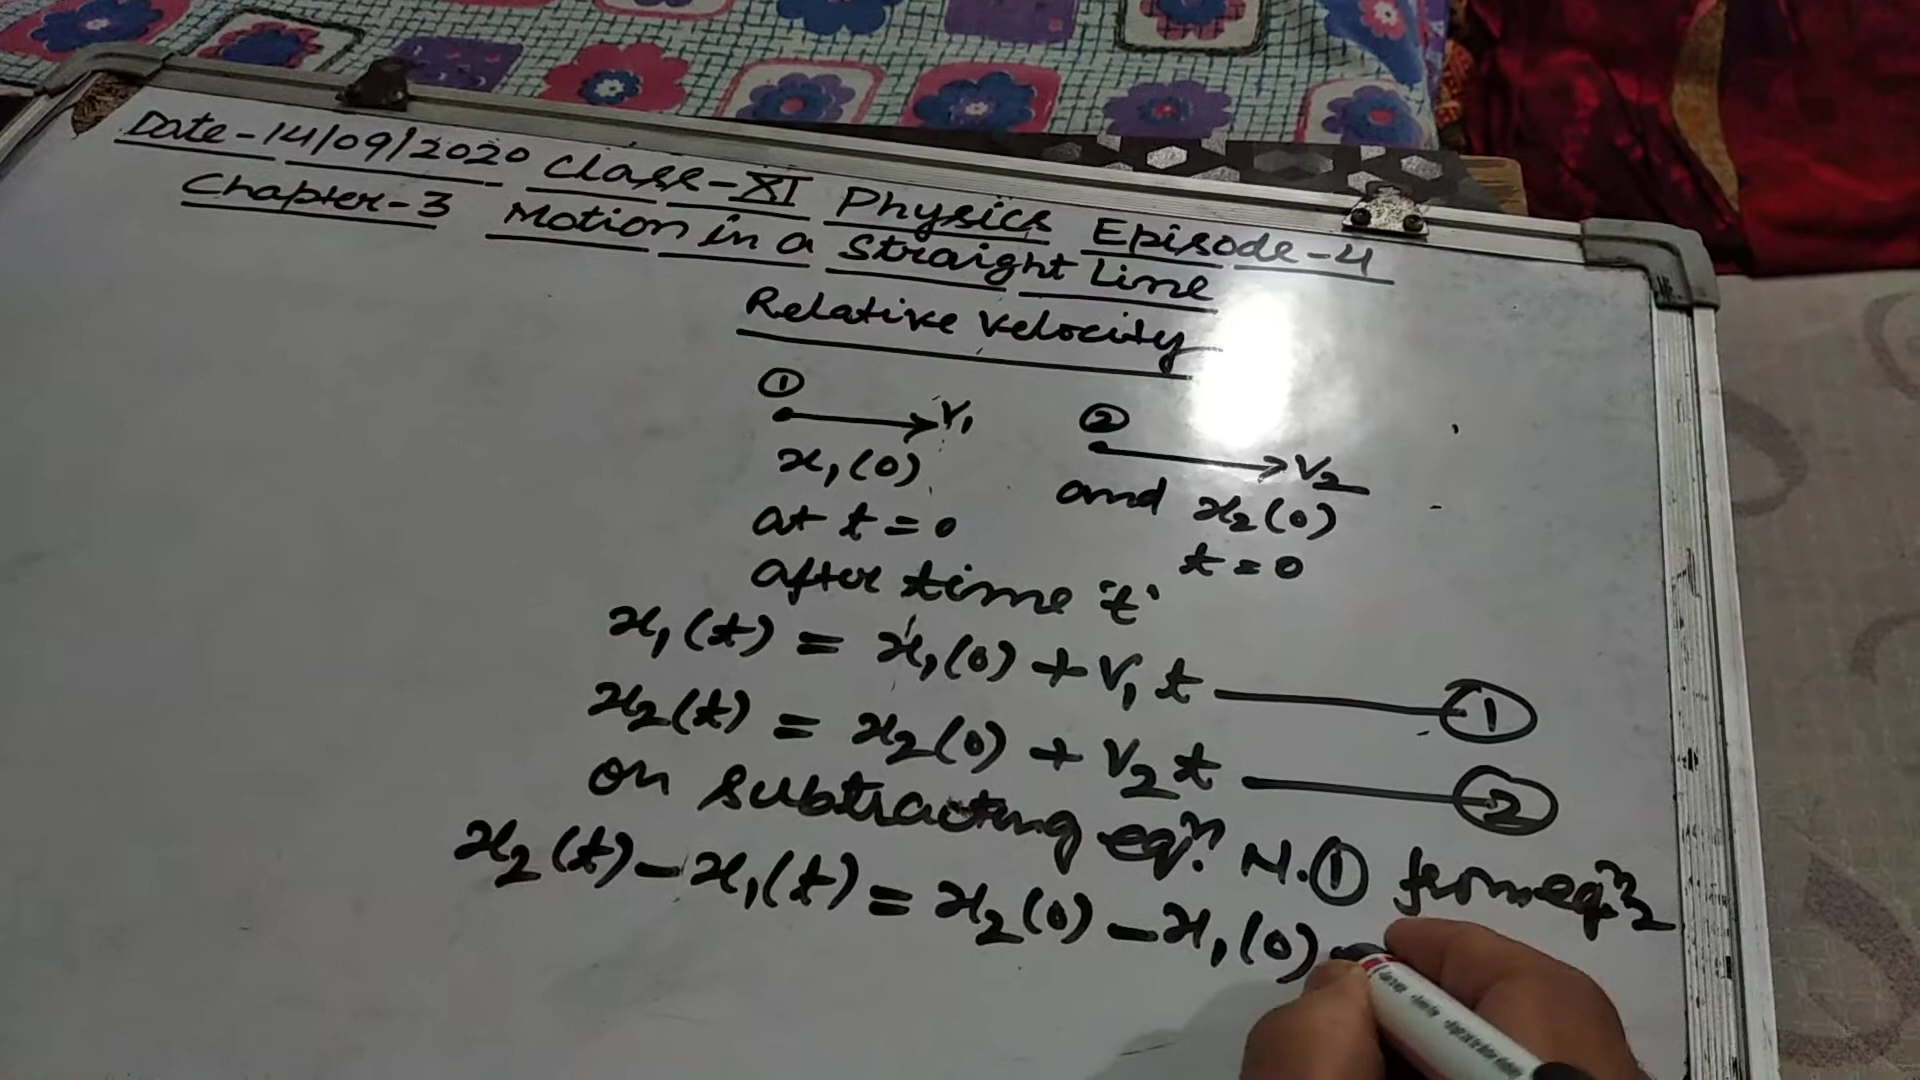 Date-14/09/2020 Class-XI Physics Episode-4
Chapter-3 Motion in a Straight Line
Relative Velocity
① ②
V₁ V₂
x₁(0) and x₂(0)
at t = 0 t = 0
after time 't'
x₁(t) = x₁(0) + V₁t ①
x₂(t) = x₂(0) + V₂t ②
on subtracting eqⁿ. N.① from eqⁿ. 2
x₂(t) - x₁(t) = x₂(0) - x₁(0)